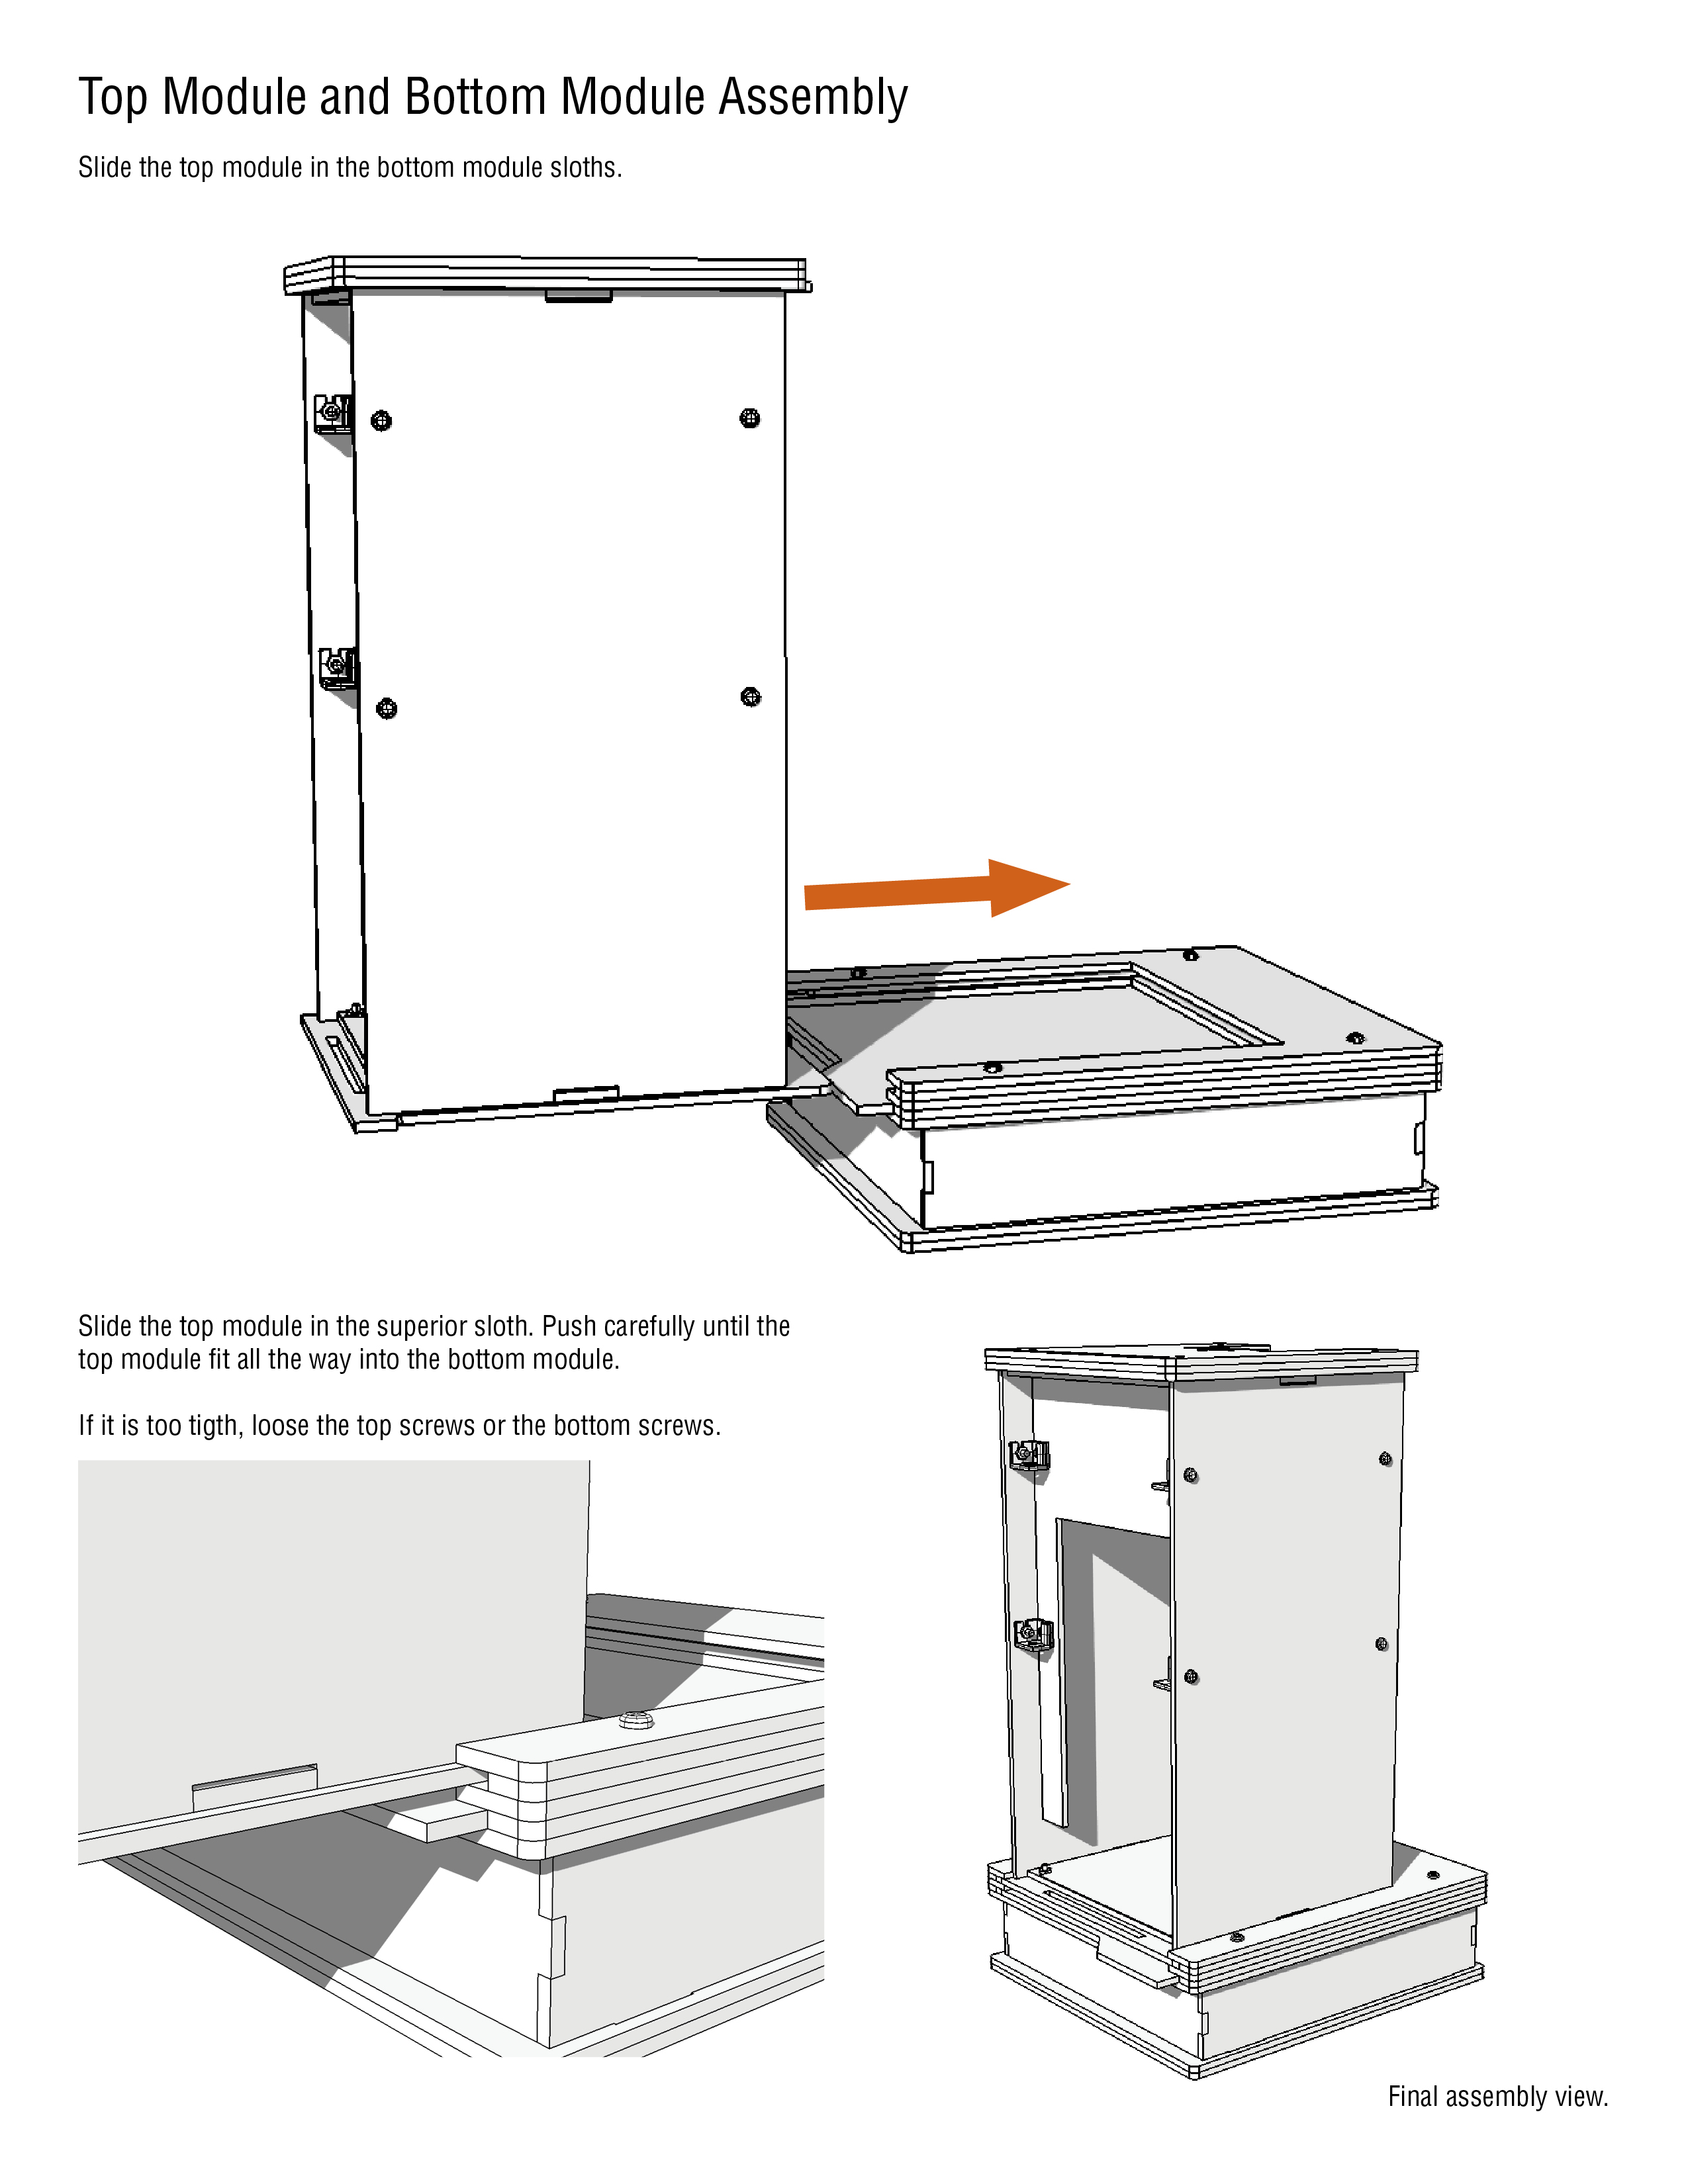 Top Module and Bottom Module Assembly
Slide the top module in the bottom module sloths.
Slide the top module in the superior sloth. Push carefully until the
top module fit all the way into the bottom module.
If it is too tigth, loose the top screws or the bottom screws.
Final assembly view.